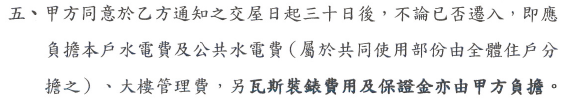 五、甲方同意於乙方通知之交屋日起三十日後，不論已否遷入，即應
負擔本戶水電費及公共水電費（屬於共同使用部份由全體住戶分
擔之）、大樓管理費，另瓦斯裝錶費用及保證金亦由甲方負擔。